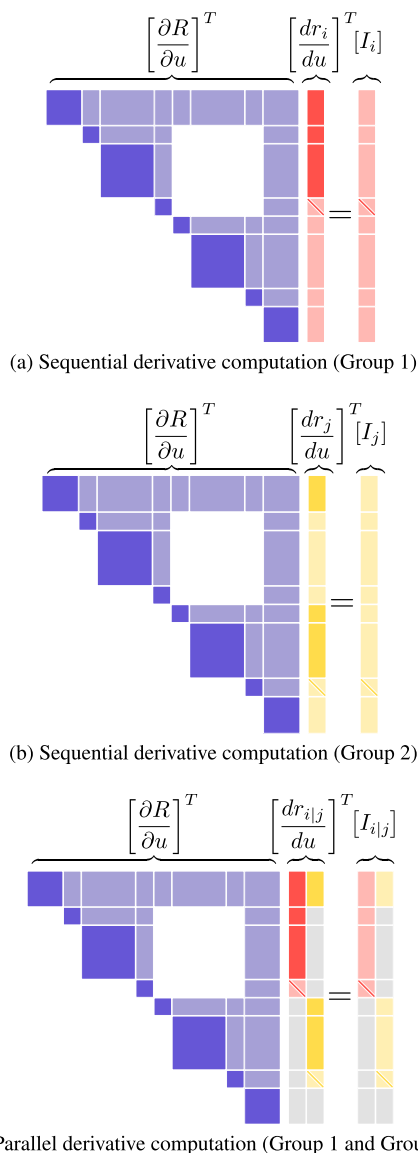 [∂R/∂u]^T [dr_i/du]^T [I_i]
=
(a) Sequential derivative computation (Group 1)
[∂R/∂u]^T [dr_j/du]^T [I_j]
=
(b) Sequential derivative computation (Group 2)
[∂R/∂u]^T [dr_{i|j}/du]^T [I_{i|j}]
=
Parallel derivative computation (Group 1 and Grou